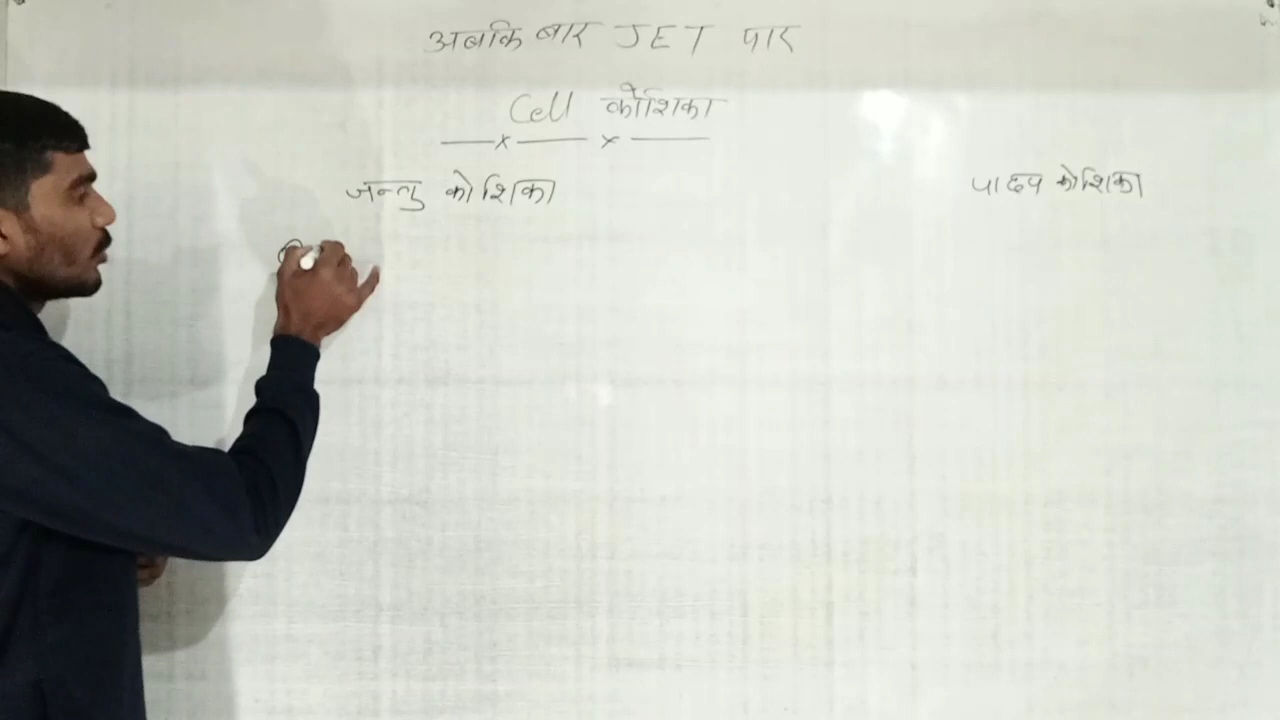 अबकि बार JET पार
Cell कोशिका
जन्तु कोशिका
पादप कोशिका